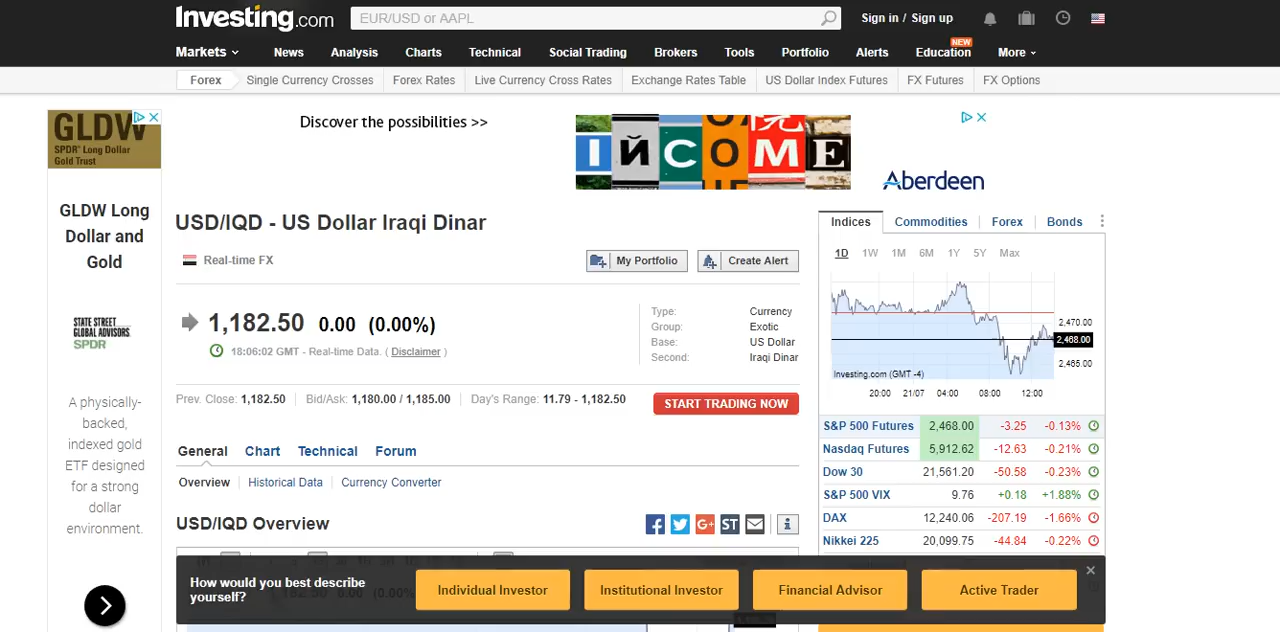 Investing.com
EUR/USD or AAPL
Sign in / Sign up
Markets
News
Analysis
Charts
Technical
Social Trading
Brokers
Tools
Portfolio
Alerts
Education
NEW
More
Forex
Single Currency Crosses
Forex Rates
Live Currency Cross Rates
Exchange Rates Table
US Dollar Index Futures
FX Futures
FX Options
GLDW
SPDR® Long Dollar
Gold Trust
GLDW Long
Dollar and
Gold
STATE STREET
GLOBAL ADVISORS
SPDR
A physically-
backed,
indexed gold
ETF designed
for a strong
dollar
environment.
Discover the possibilities >>
IЙCOME
Aberdeen
USD/IQD - US Dollar Iraqi Dinar
Real-time FX
My Portfolio
Create Alert
1,182.50 0.00 (0.00%)
18:06:02 GMT - Real-time Data. ( Disclaimer )
Type: Currency
Group: Exotic
Base: US Dollar
Second: Iraqi Dinar
Prev. Close: 1,182.50
Bid/Ask: 1,180.00 / 1,185.00
Day's Range: 11.79 - 1,182.50
START TRADING NOW
General
Chart
Technical
Forum
Overview
Historical Data
Currency Converter
USD/IQD Overview
ST
Indices
Commodities
Forex
Bonds
1D 1W 1M 6M 1Y 5Y Max
2,470.00
2,468.00
2,465.00
Investing.com (GMT -4)
20:00 21/07 04:00 08:00 12:00
S&P 500 Futures 2,468.00 -3.25 -0.13%
Nasdaq Futures 5,912.62 -12.63 -0.21%
Dow 30 21,561.20 -50.58 -0.23%
S&P 500 VIX 9.76 +0.18 +1.88%
DAX 12,240.06 -207.19 -1.66%
Nikkei 225 20,099.75 -44.84 -0.22%
How would you best describe
yourself?
Individual Investor
Institutional Investor
Financial Advisor
Active Trader